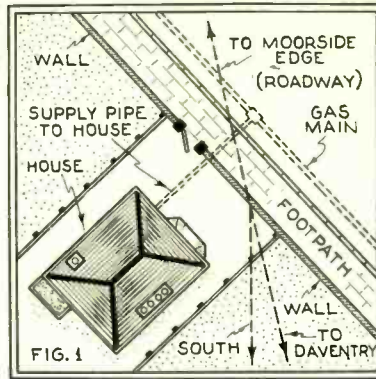 WALL
TO MOORSIDE
EDGE
(ROADWAY)
SUPPLY PIPE
TO HOUSE
GAS
MAIN
HOUSE
FOOTPATH
WALL
TO
DAVENTRY
SOUTH
FIG. 1